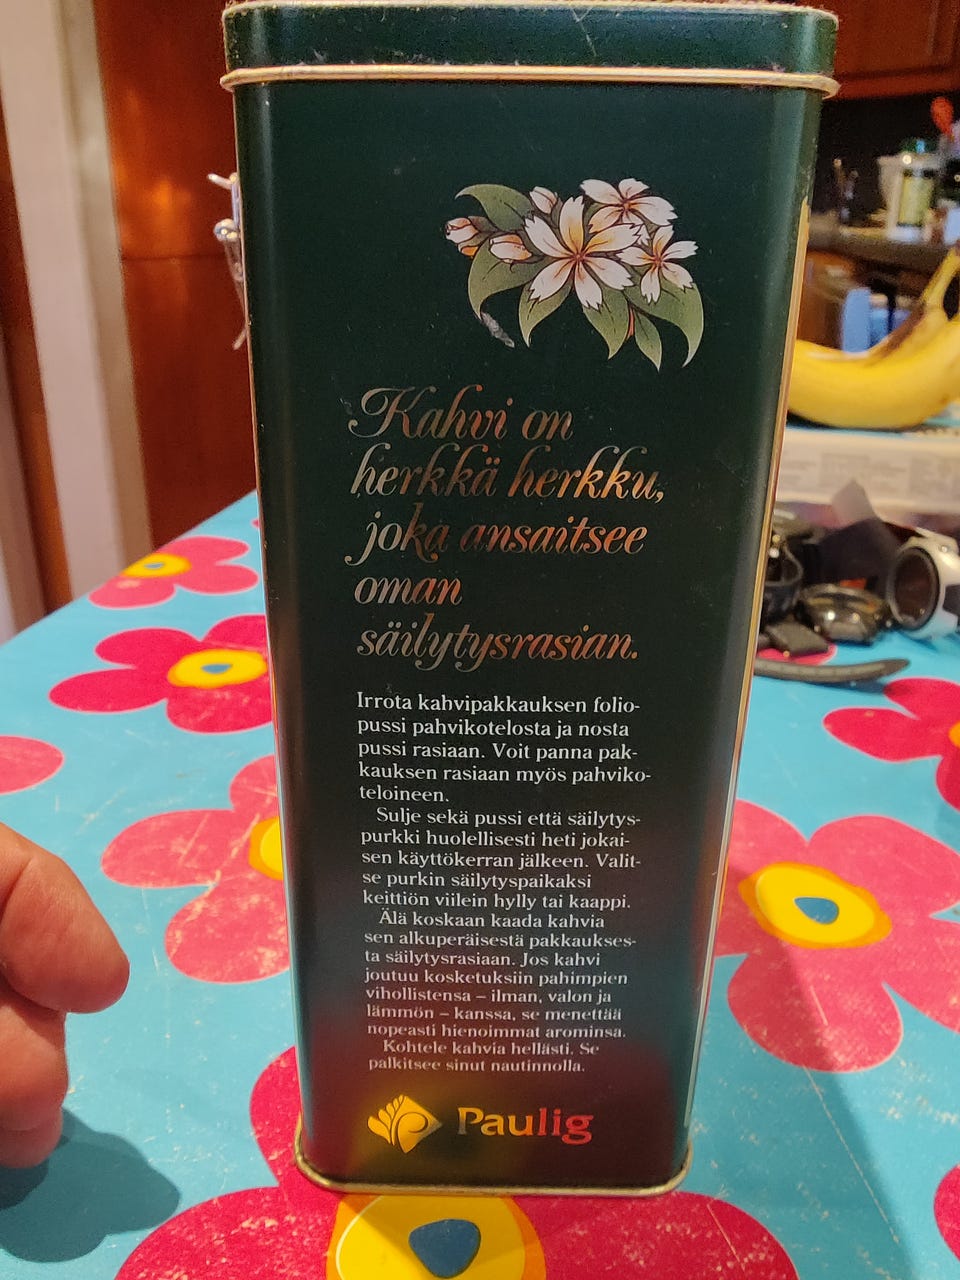 Kahvi on
herkkä herkku,
joka ansaitsee
oman
säilytysrasian.
Irrota kahvipakkauksen folio-
pussi pahvikotelosta ja nosta
pussi rasiaan. Voit panna pak-
kauksen rasiaan myös pahviko-
teloineen.
Sulje sekä pussi että säilytys-
purkki huolellisesti heti jokai-
sen käyttökerran jälkeen. Valit-
se purkin säilytyspaikaksi
keittiön viilein hylly tai kaappi.
Älä koskaan kaada kahvia
sen alkuperäisestä pakkaukses-
ta säilytysrasiaan. Jos kahvi
joutuu kosketuksiin pahimpien
vihollistensa – ilman, valon ja
lämmön – kanssa, se menettää
nopeasti hienoimmat arominsa.
Kohtele kahvia hellästi. Se
palkitsee sinut nautinnolla.
Paulig